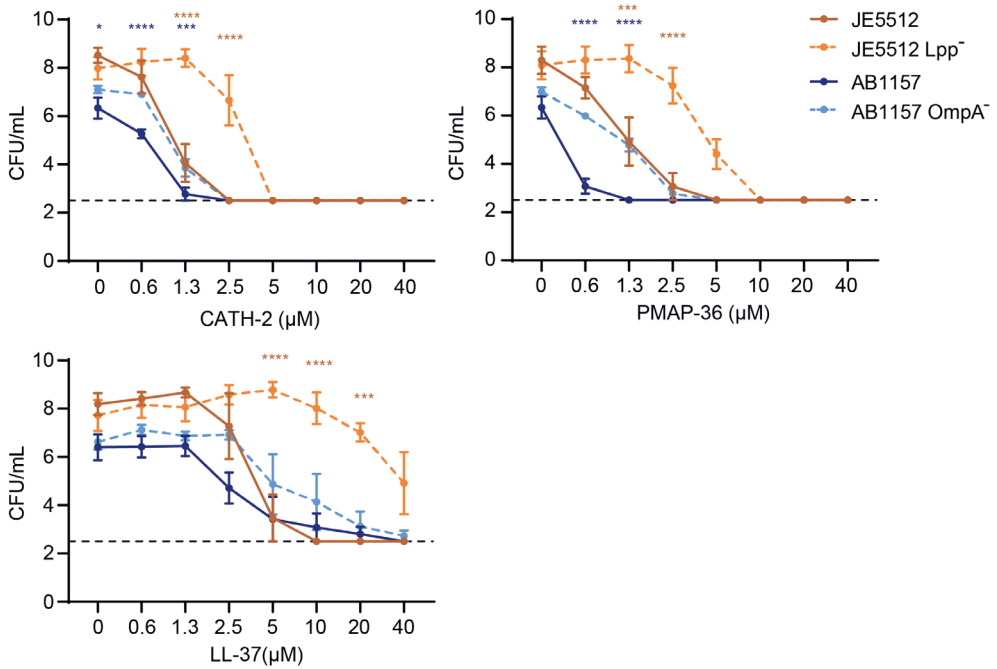 **** ***
* **** *** ****
10
8
6
4
2
0
CFU/mL
0 0.6 1.3 2.5 5 10 20 40
CATH-2 (µM)
***
**** **** ****
10
8
6
4
2
0
CFU/mL
0 0.6 1.3 2.5 5 10 20 40
PMAP-36 (µM)
JE5512
JE5512 Lpp⁻
AB1157
AB1157 OmpA⁻
**** **** ***
10
8
6
4
2
0
CFU/mL
0 0.6 1.3 2.5 5 10 20 40
LL-37(µM)